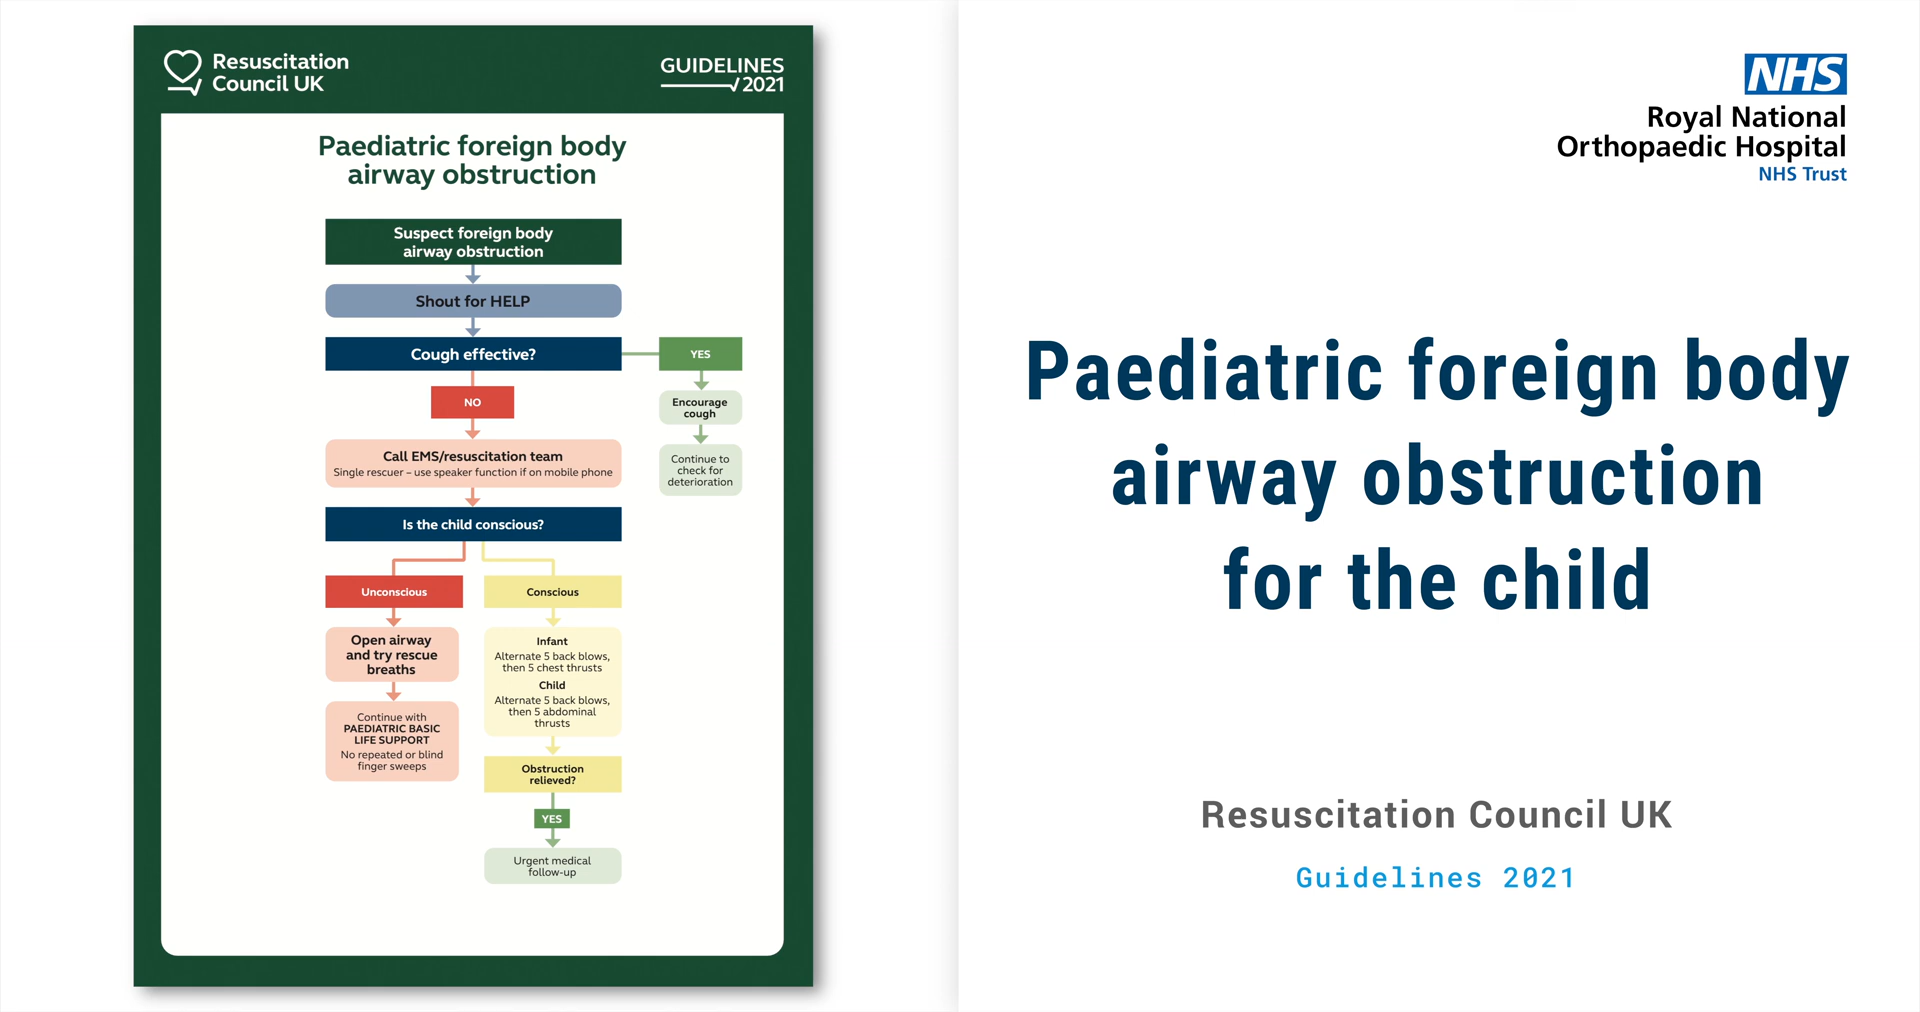 Resuscitation
Council UK
GUIDELINES
2021
Paediatric foreign body
airway obstruction
Suspect foreign body
airway obstruction
Shout for HELP
Cough effective?
YES
NO
Encourage
cough
Call EMS/resuscitation team
Single rescuer – use speaker function if on mobile phone
Continue to
check for
deterioration
Is the child conscious?
Unconscious
Conscious
Open airway
and try rescue
breaths
Continue with
PAEDIATRIC BASIC
LIFE SUPPORT
No repeated or blind
finger sweeps
Infant
Alternate 5 back blows,
then 5 chest thrusts
Child
Alternate 5 back blows,
then 5 abdominal
thrusts
Obstruction
relieved?
YES
Urgent medical
follow-up
NHS
Royal National
Orthopaedic Hospital
NHS Trust
Paediatric foreign body
airway obstruction
for the child
Resuscitation Council UK
Guidelines 2021